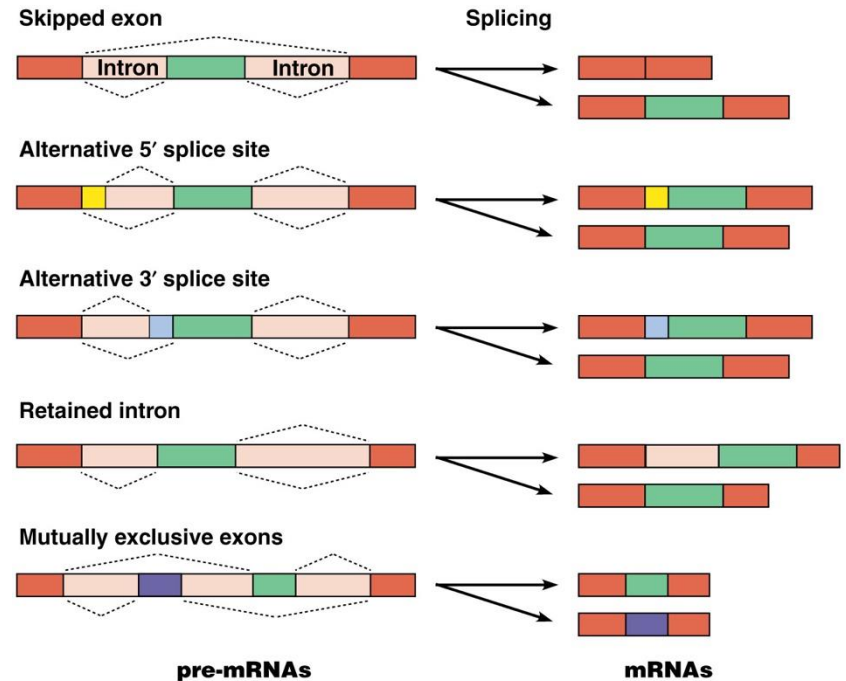 Skipped exon
Splicing
Intron
Intron
Alternative 5′ splice site
Alternative 3′ splice site
Retained intron
Mutually exclusive exons
pre-mRNAs
mRNAs